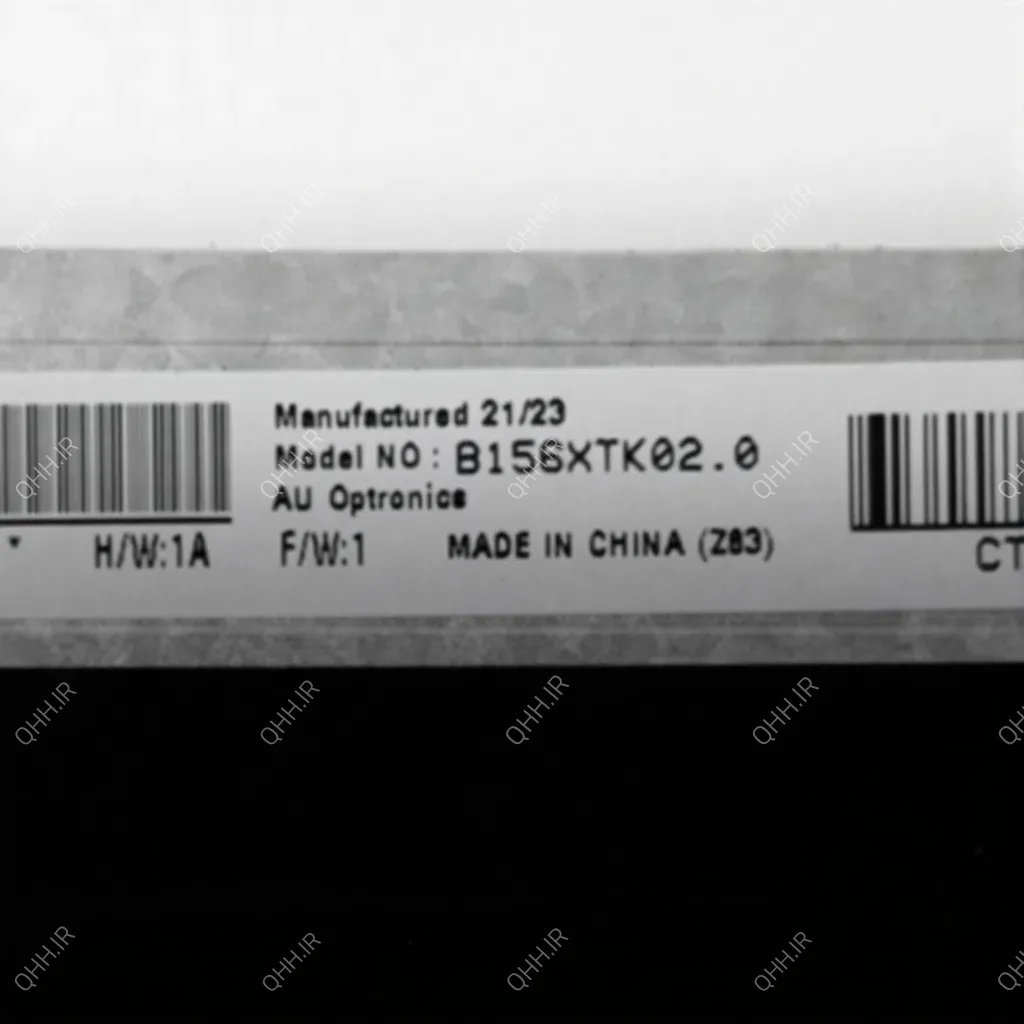 Manufactured 21/23
Model NO : B156XTK02.0
AU Optronics
H/W:1A F/W:1 MADE IN CHINA (Z83)
CT
QHH.IR